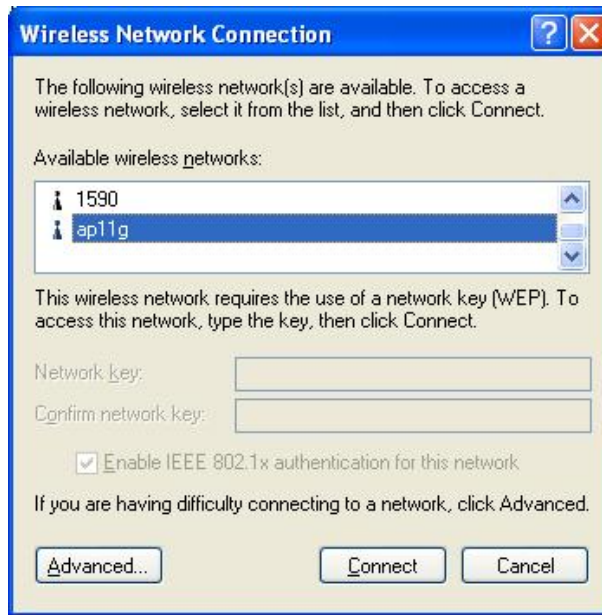 Wireless Network Connection
The following wireless network(s) are available. To access a
wireless network, select it from the list, and then click Connect.
Available wireless networks:
1590
ap11g
This wireless network requires the use of a network key (WEP). To
access this network, type the key, then click Connect.
Network key:
Confirm network key:
Enable IEEE 802.1x authentication for this network
If you are having difficulty connecting to a network, click Advanced.
Advanced... Connect Cancel